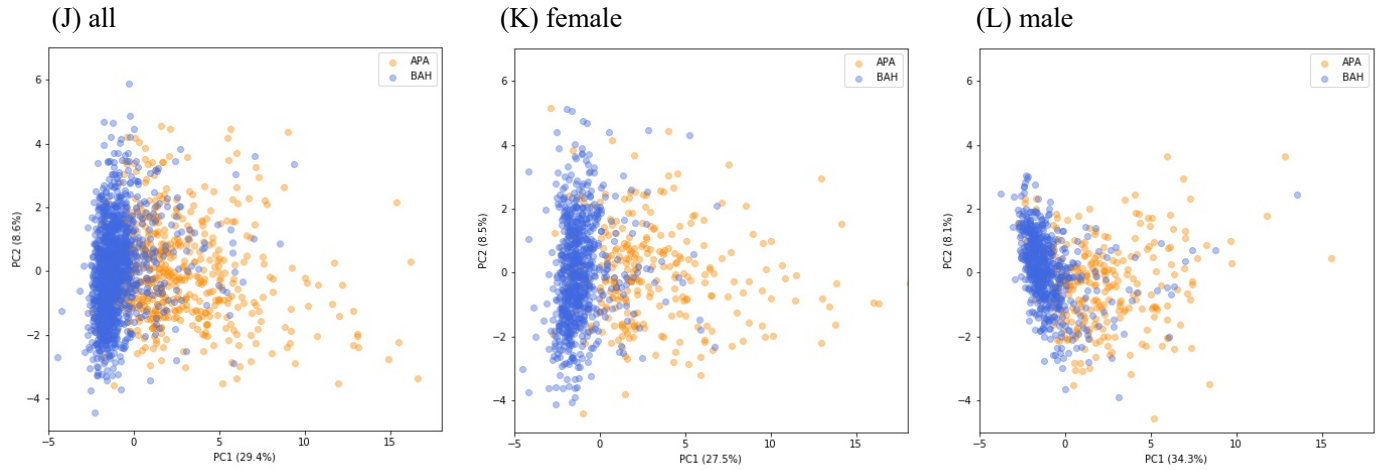 (J) all
APA
BAH
6
4
2
0
−2
−4
PC2 (8.6%)
−5
0
5
10
15
PC1 (29.4%)
(K) female
APA
BAH
6
4
2
0
−2
−4
PC2 (8.5%)
−5
0
5
10
15
PC1 (27.5%)
(L) male
APA
BAH
6
4
2
0
−2
−4
PC2 (8.1%)
−5
0
5
10
15
PC1 (34.3%)